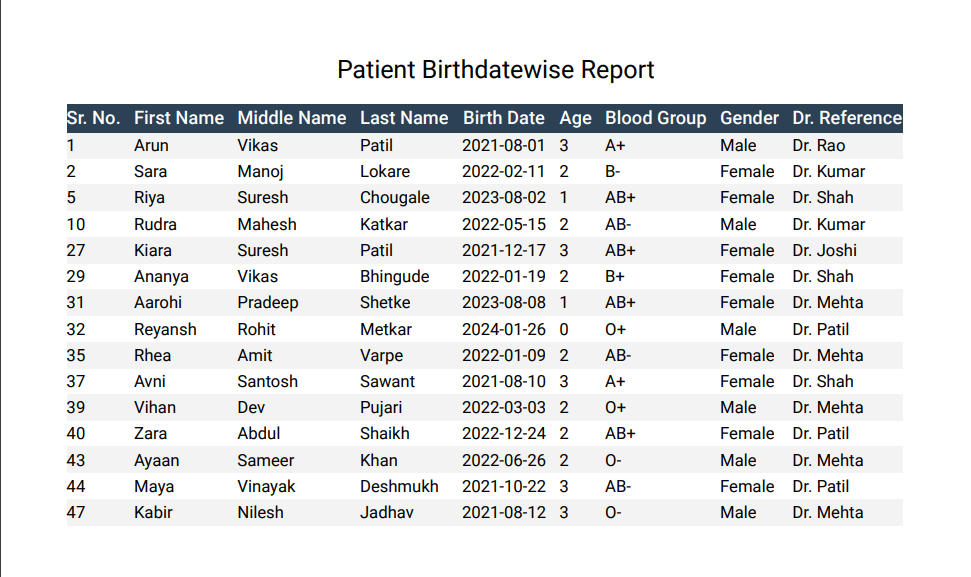 Patient Birthdatewise Report
Sr. No. First Name Middle Name Last Name Birth Date Age Blood Group Gender Dr. Reference
1 Arun Vikas Patil 2021-08-01 3 A+ Male Dr. Rao
2 Sara Manoj Lokare 2022-02-11 2 B- Female Dr. Kumar
5 Riya Suresh Chougale 2023-08-02 1 AB+ Female Dr. Shah
10 Rudra Mahesh Katkar 2022-05-15 2 AB- Male Dr. Kumar
27 Kiara Suresh Patil 2021-12-17 3 AB+ Female Dr. Joshi
29 Ananya Vikas Bhingude 2022-01-19 2 B+ Female Dr. Shah
31 Aarohi Pradeep Shetke 2023-08-08 1 AB+ Female Dr. Mehta
32 Reyansh Rohit Metkar 2024-01-26 0 O+ Male Dr. Patil
35 Rhea Amit Varpe 2022-01-09 2 AB- Female Dr. Mehta
37 Avni Santosh Sawant 2021-08-10 3 A+ Female Dr. Shah
39 Vihan Dev Pujari 2022-03-03 2 O+ Male Dr. Mehta
40 Zara Abdul Shaikh 2022-12-24 2 AB+ Female Dr. Patil
43 Ayaan Sameer Khan 2022-06-26 2 O- Male Dr. Mehta
44 Maya Vinayak Deshmukh 2021-10-22 3 AB- Female Dr. Patil
47 Kabir Nilesh Jadhav 2021-08-12 3 O- Male Dr. Mehta